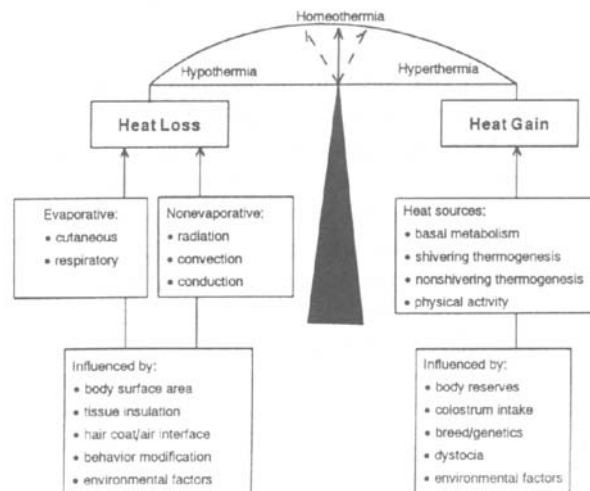 Homeothermia
Hypothermia
Hyperthermia
Heat Loss
Heat Gain
Evaporative:
• cutaneous
• respiratory
Nonevaporative:
• radiation
• convection
• conduction
Heat sources:
• basal metabolism
• shivering thermogenesis
• nonshivering thermogenesis
• physical activity
Influenced by:
• body surface area
• tissue insulation
• hair coat/air interface
• behavior modification
• environmental factors
Influenced by:
• body reserves
• colostrum intake
• breed/genetics
• dystocia
• environmental factors